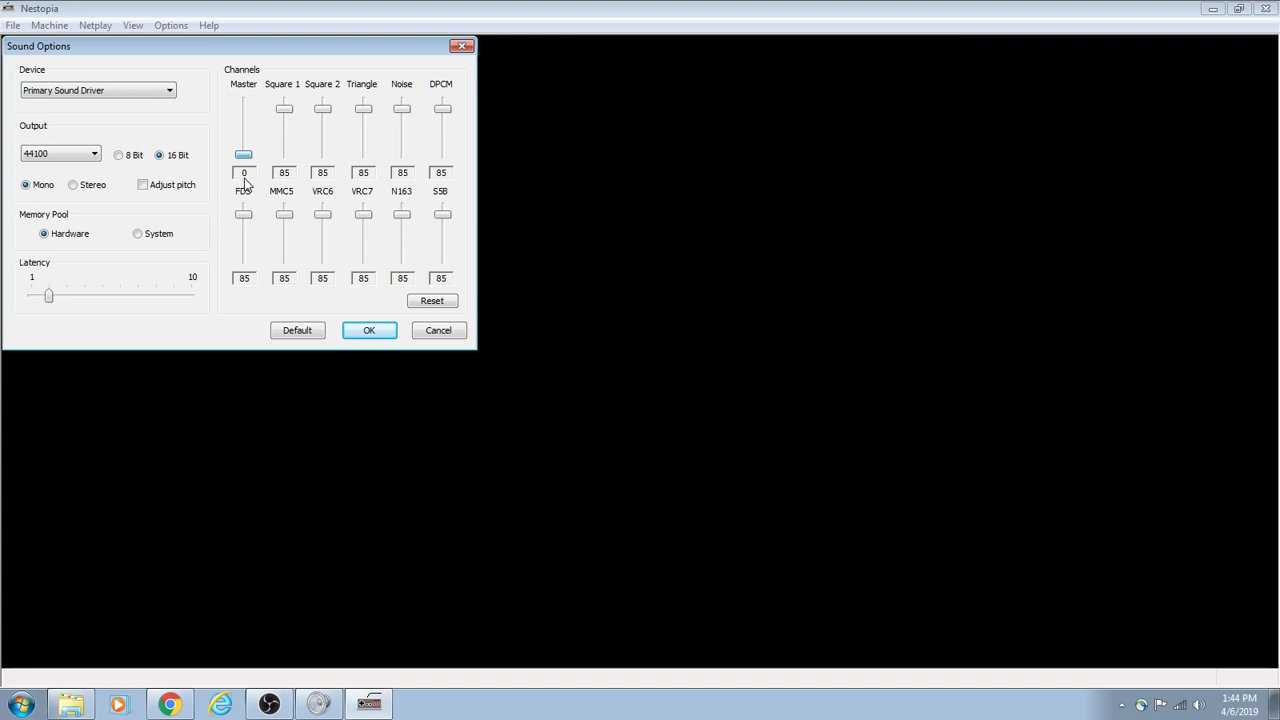 Nestopia
File Machine Netplay View Options Help
Sound Options
Device
Primary Sound Driver
Output
44100 8 Bit 16 Bit
Mono Stereo Adjust pitch
Memory Pool
Hardware System
Latency
1 10
Channels
Master Square 1 Square 2 Triangle Noise DPCM
0 85 85 85 85 85
FDS MMC5 VRC6 VRC7 N163 S5B
85 85 85 85 85 85
Reset
Default OK Cancel
1:44 PM
4/6/2019